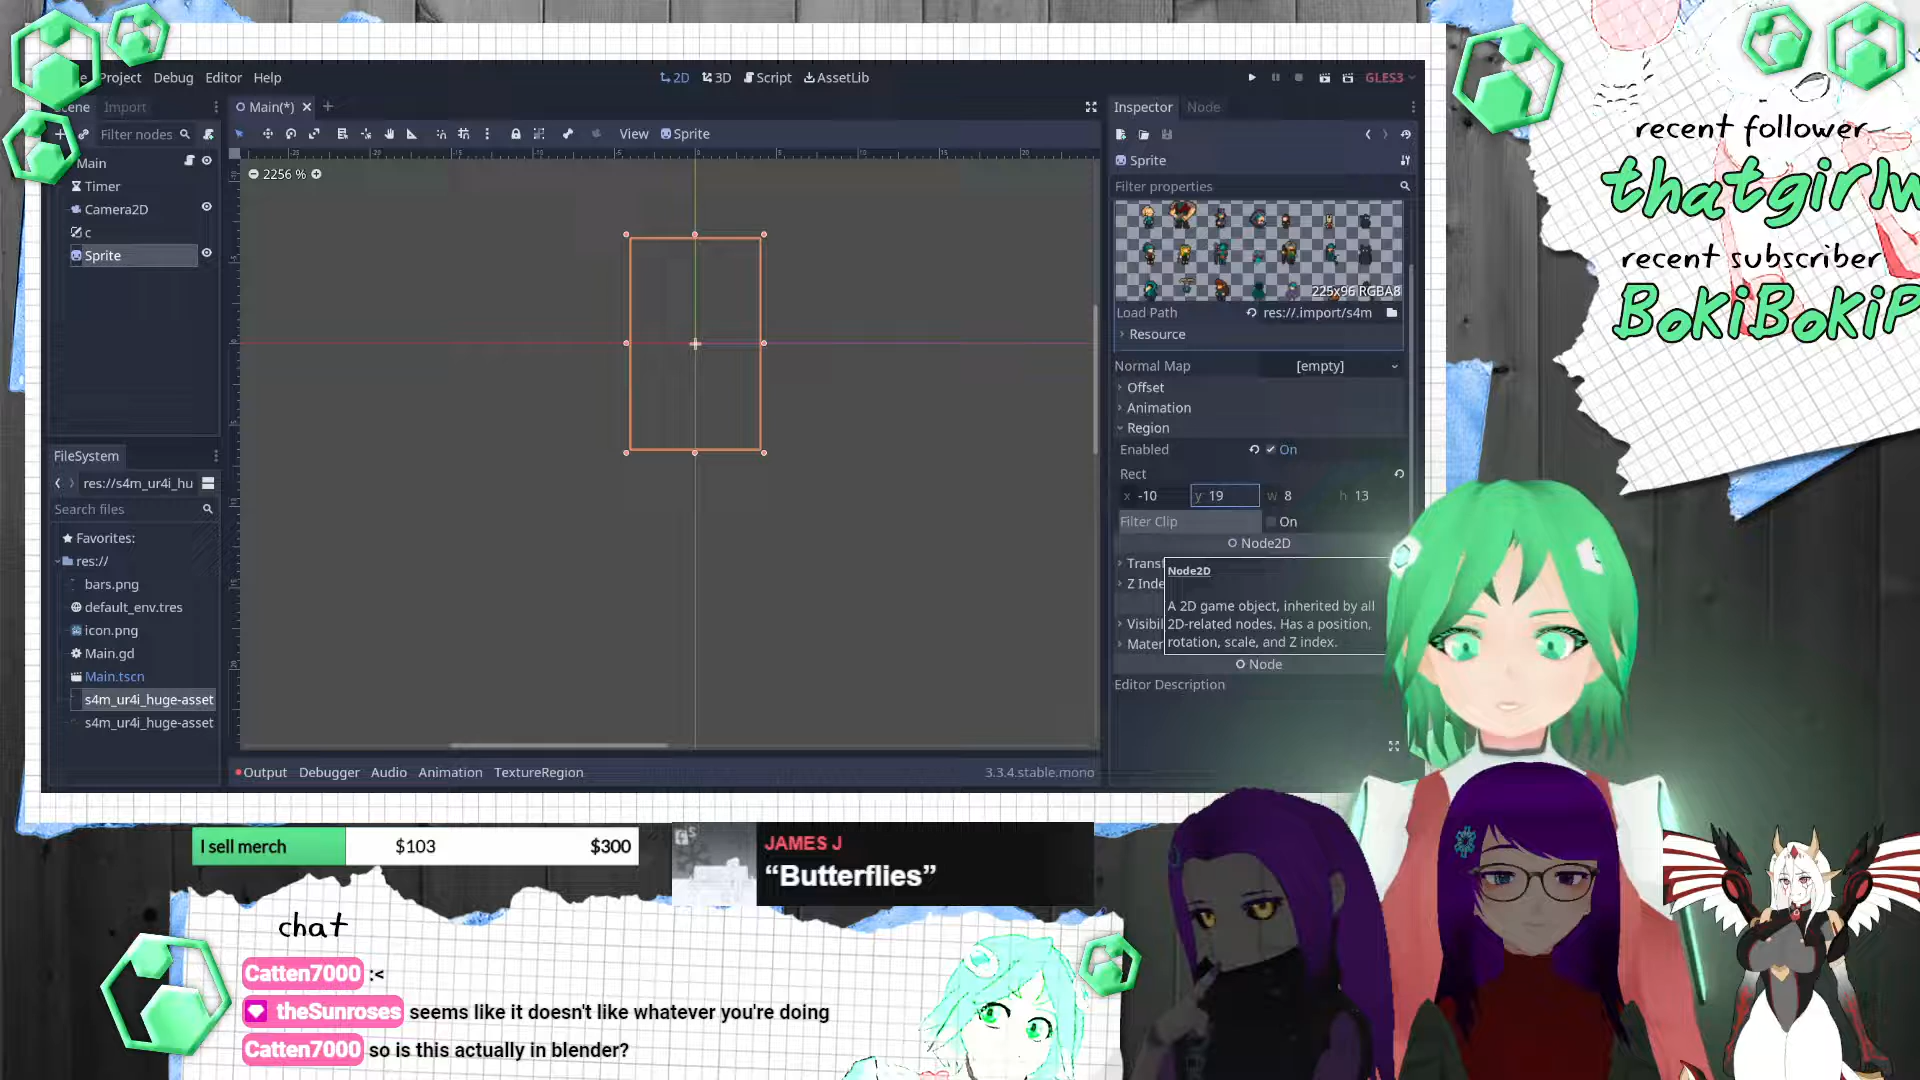 Project Debug Editor Help
2D 3D Script AssetLib
GLES3
Scene Import
Main(*)
Inspector Node
Filter nodes
View Sprite
Main
Timer
Camera2D
c
Sprite
2256 %
Sprite
Filter properties
225x96 RGBA8
Load Path res://.import/s4m
Resource
Normal Map [empty]
Offset
Animation
Region
Enabled On
Rect
x -10 y 19 w 8 h 13
Filter Clip On
Node2D
Transf
Z Inde
Node2D
A 2D game object, inherited by all
2D-related nodes. Has a position,
rotation, scale, and Z index.
Visibil
Mater
Node
Editor Description
FileSystem
res://s4m_ur4i_hu
Search files
Favorites:
res://
bars.png
default_env.tres
icon.png
Main.gd
Main.tscn
s4m_ur4i_huge-asset
s4m_ur4i_huge-asset
Output Debugger Audio Animation TextureRegion
3.3.4.stable.mono
recent follower
thatgirlw
recent subscriber
BokiBokiP
I sell merch $103 $300
JAMES J
“Butterflies”
chat
Catten7000 :<
theSunroses seems like it doesn't like whatever you're doing
Catten7000 so is this actually in blender?